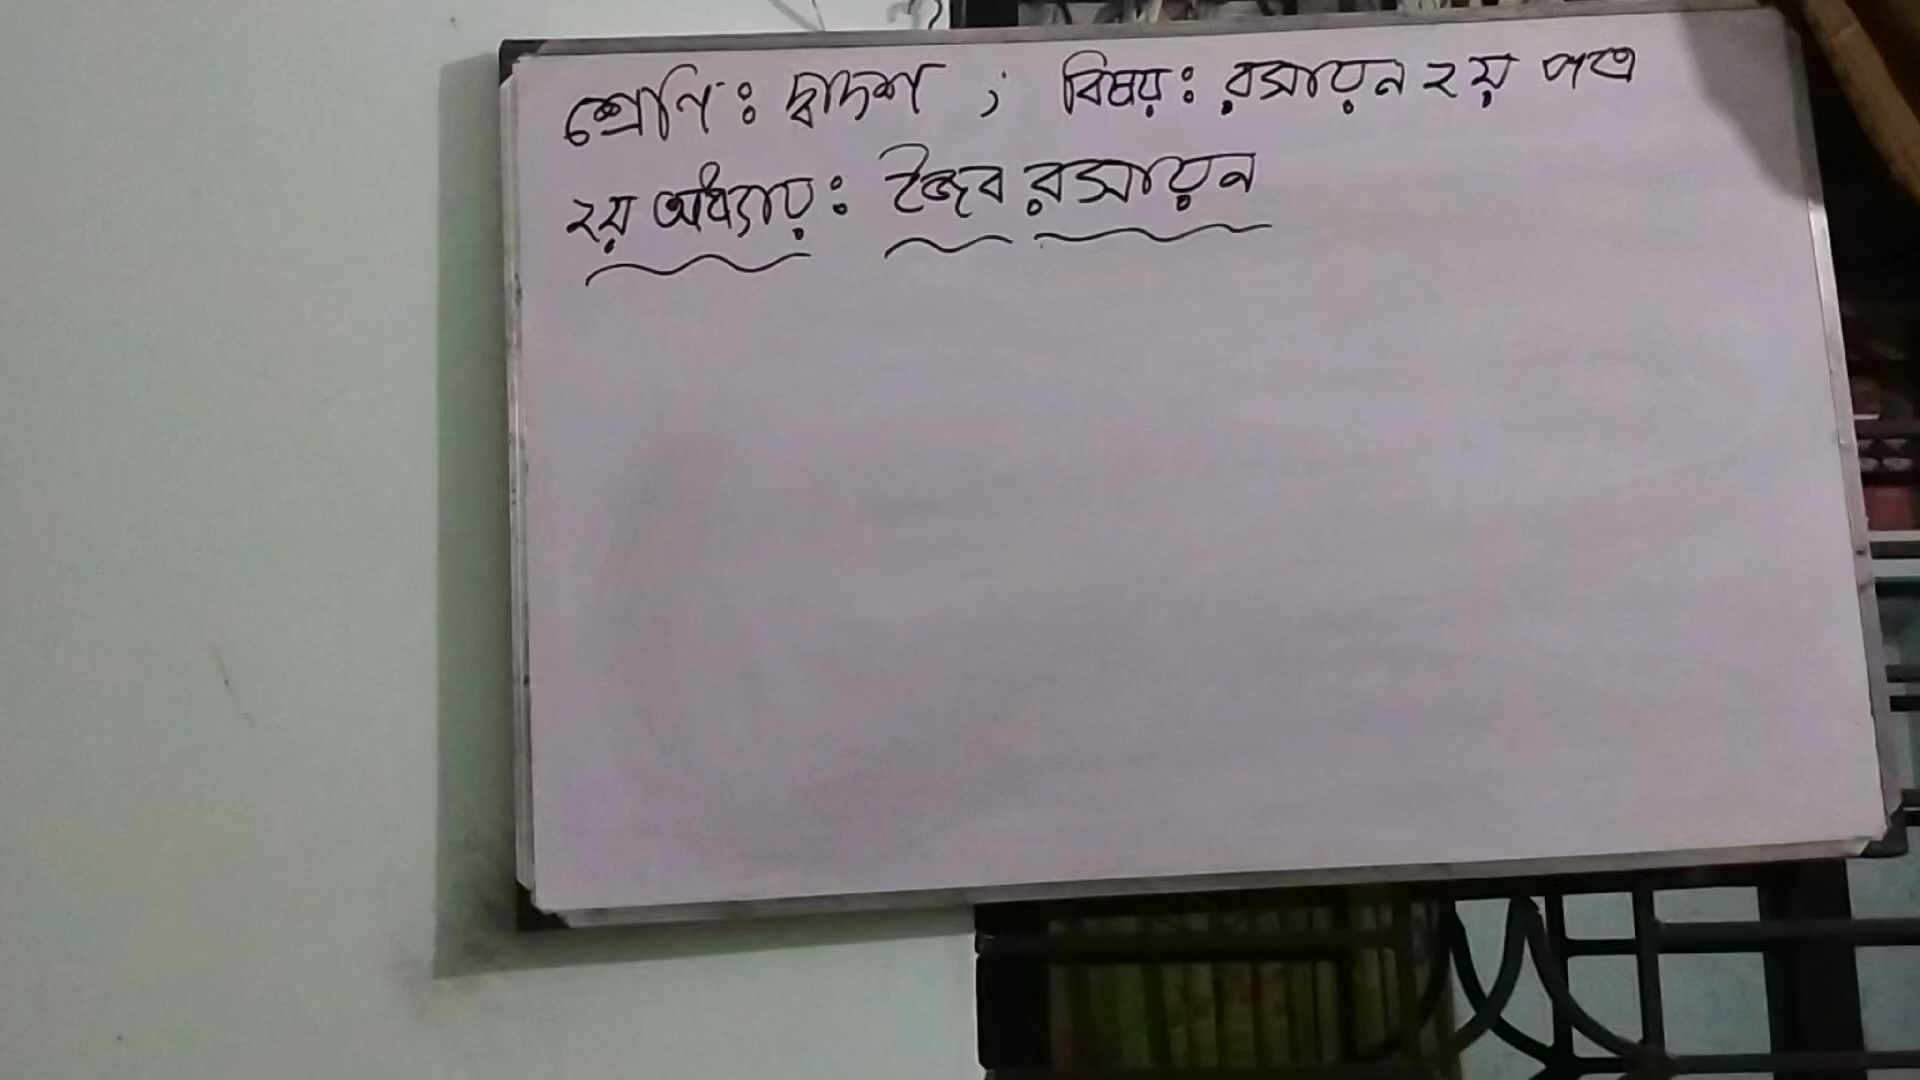 শ্রেণি: দ্বাদশ ; বিষয়: রসায়ন ২য় পত্র
২য় অধ্যায়: জৈব রসায়ন